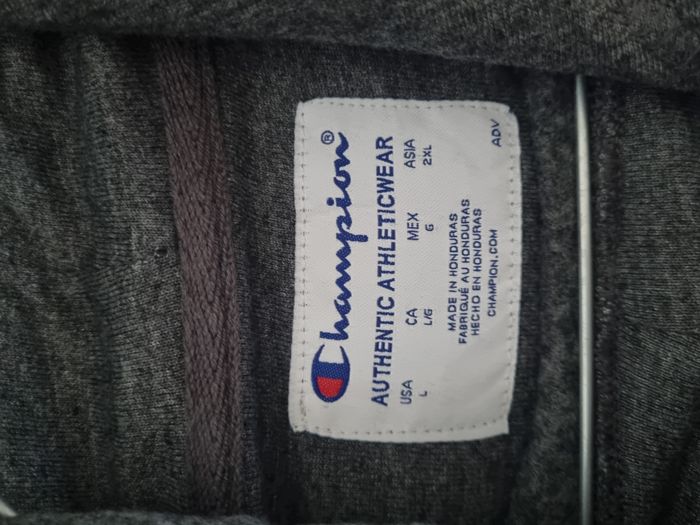 Champion®
AUTHENTIC ATHLETICWEAR
USA CA MEX ASIA
L L/G G 2XL
MADE IN HONDURAS
FABRIQUÉ AU HONDURAS
HECHO EN HONDURAS
CHAMPION.COM
ADV